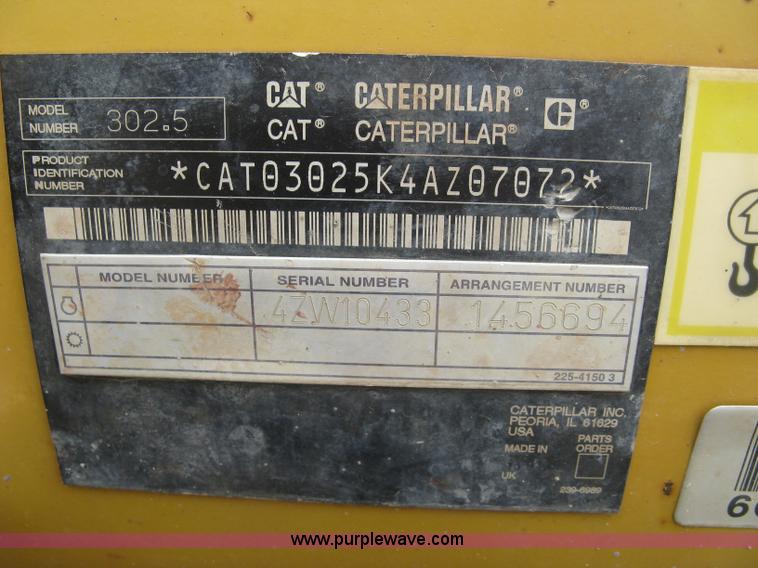 CAT® CATERPILLAR® ®
CAT® CATERPILLAR®
MODEL NUMBER 302.5
PRODUCT IDENTIFICATION NUMBER *CAT03025K4AZ07072*
MODEL NUMBER SERIAL NUMBER ARRANGEMENT NUMBER
4ZW10433 1456694
225-4150 3
CATERPILLAR INC.
PEORIA, IL 61629
USA
MADE IN PARTS ORDER
UK
239-6989
www.purplewave.com